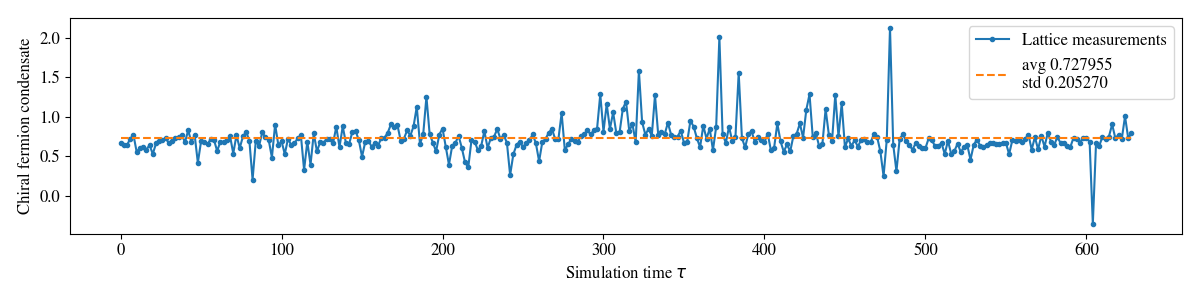 Chiral fermion condensate
2.0
1.5
1.0
0.5
0.0
Lattice measurements
avg 0.727955
std 0.205270
0 100 200 300 400 500 600
Simulation time τ